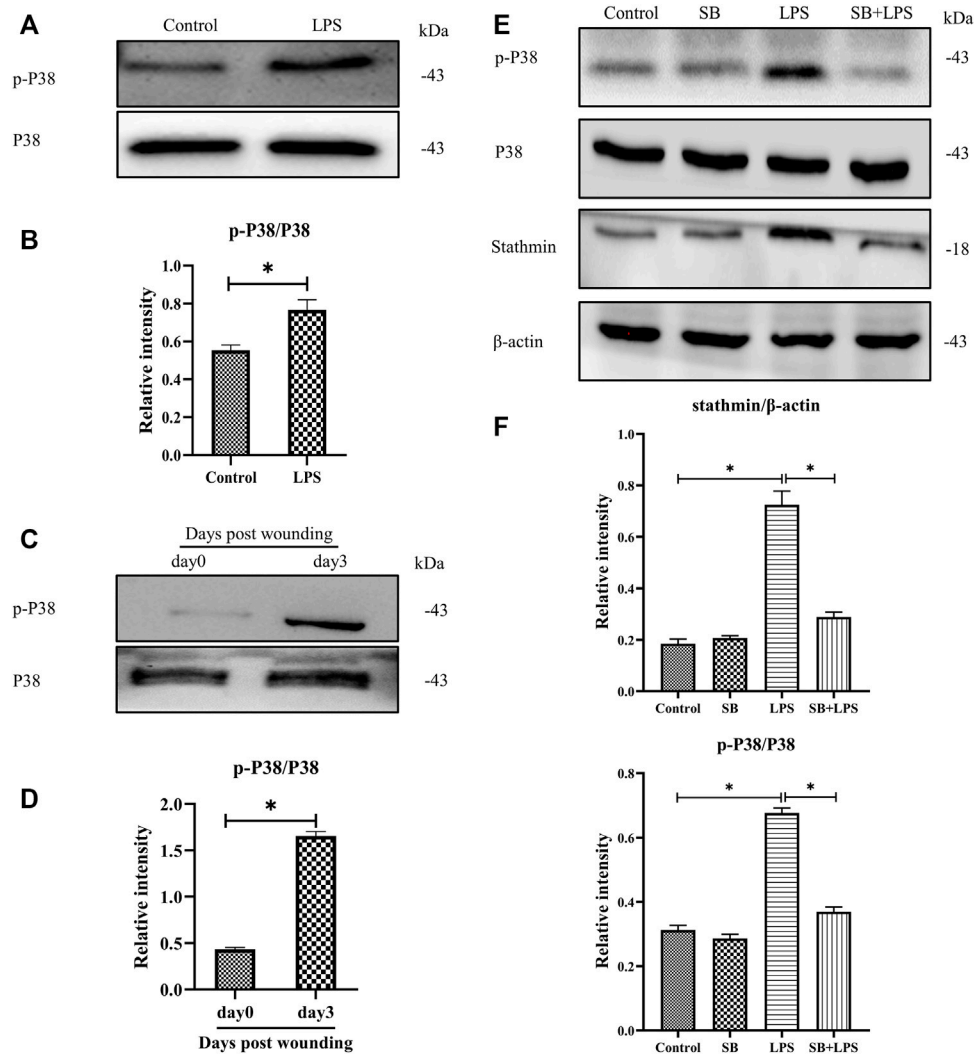 A
Control LPS kDa
p-P38 -43
P38 -43
B
p-P38/P38
*
Relative intensity
0.8
0.6
0.4
0.2
0.0
Control LPS
C
Days post wounding
day0 day3 kDa
p-P38 -43
P38 -43
D
p-P38/P38
*
Relative intensity
2.0
1.5
1.0
0.5
0.0
day0 day3
Days post wounding
E
Control SB LPS SB+LPS kDa
p-P38 -43
P38 -43
Stathmin -18
β-actin -43
F
stathmin/β-actin
* *
Relative intensity
1.0
0.8
0.6
0.4
0.2
0.0
Control SB LPS SB+LPS
p-P38/P38
* *
Relative intensity
0.8
0.6
0.4
0.2
0.0
Control SB LPS SB+LPS